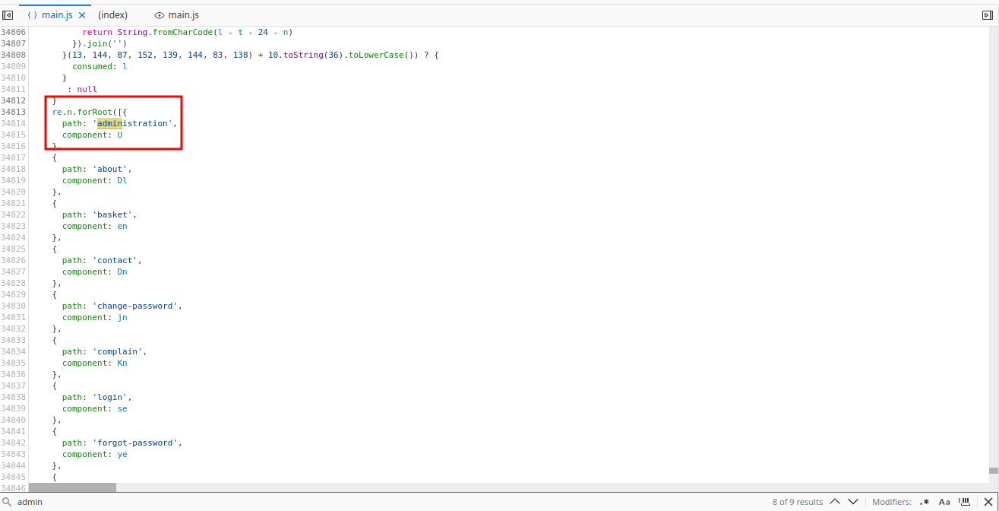 { } main.js × (index) main.js
34806 return String.fromCharCode(l - t - 24 - n)
34807 }).join('')
34808 }(13, 144, 87, 152, 139, 144, 83, 138) + 10.toString(36).toLowerCase()) ? {
34809 consumed: l
34810 }
34811 : null
34812 }
34813 re.n.forRoot([{
34814 path: 'administration',
34815 component: U
34816 },
34817 {
34818 path: 'about',
34819 component: Dl
34820 },
34821 {
34822 path: 'basket',
34823 component: en
34824 },
34825 {
34826 path: 'contact',
34827 component: Dn
34828 },
34829 {
34830 path: 'change-password',
34831 component: jn
34832 },
34833 {
34834 path: 'complain',
34835 component: Kn
34836 },
34837 {
34838 path: 'login',
34839 component: se
34840 },
34841 {
34842 path: 'forgot-password',
34843 component: ye
34844 },
34845 {
34846
admin 8 of 9 results Modifiers: .* Aa